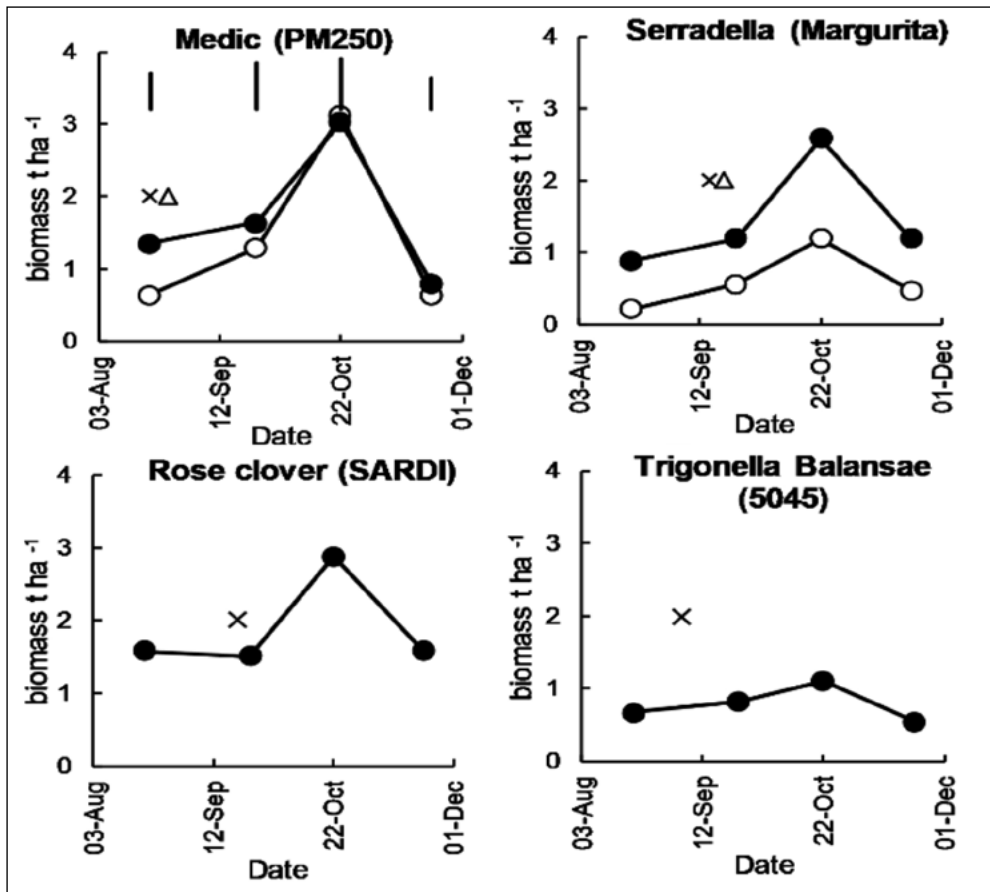 Medic (PM250)
4
3
2
1
0
biomass t ha -1
03-Aug
12-Sep
22-Oct
01-Dec
Date
Serradella (Margurita)
4
3
2
1
0
biomass t ha -1
03-Aug
12-Sep
22-Oct
01-Dec
Date
Rose clover (SARDI)
4
3
2
1
0
biomass t ha -1
03-Aug
12-Sep
22-Oct
01-Dec
Date
Trigonella Balansae
(5045)
4
3
2
1
0
biomass t ha -1
03-Aug
12-Sep
22-Oct
01-Dec
Date